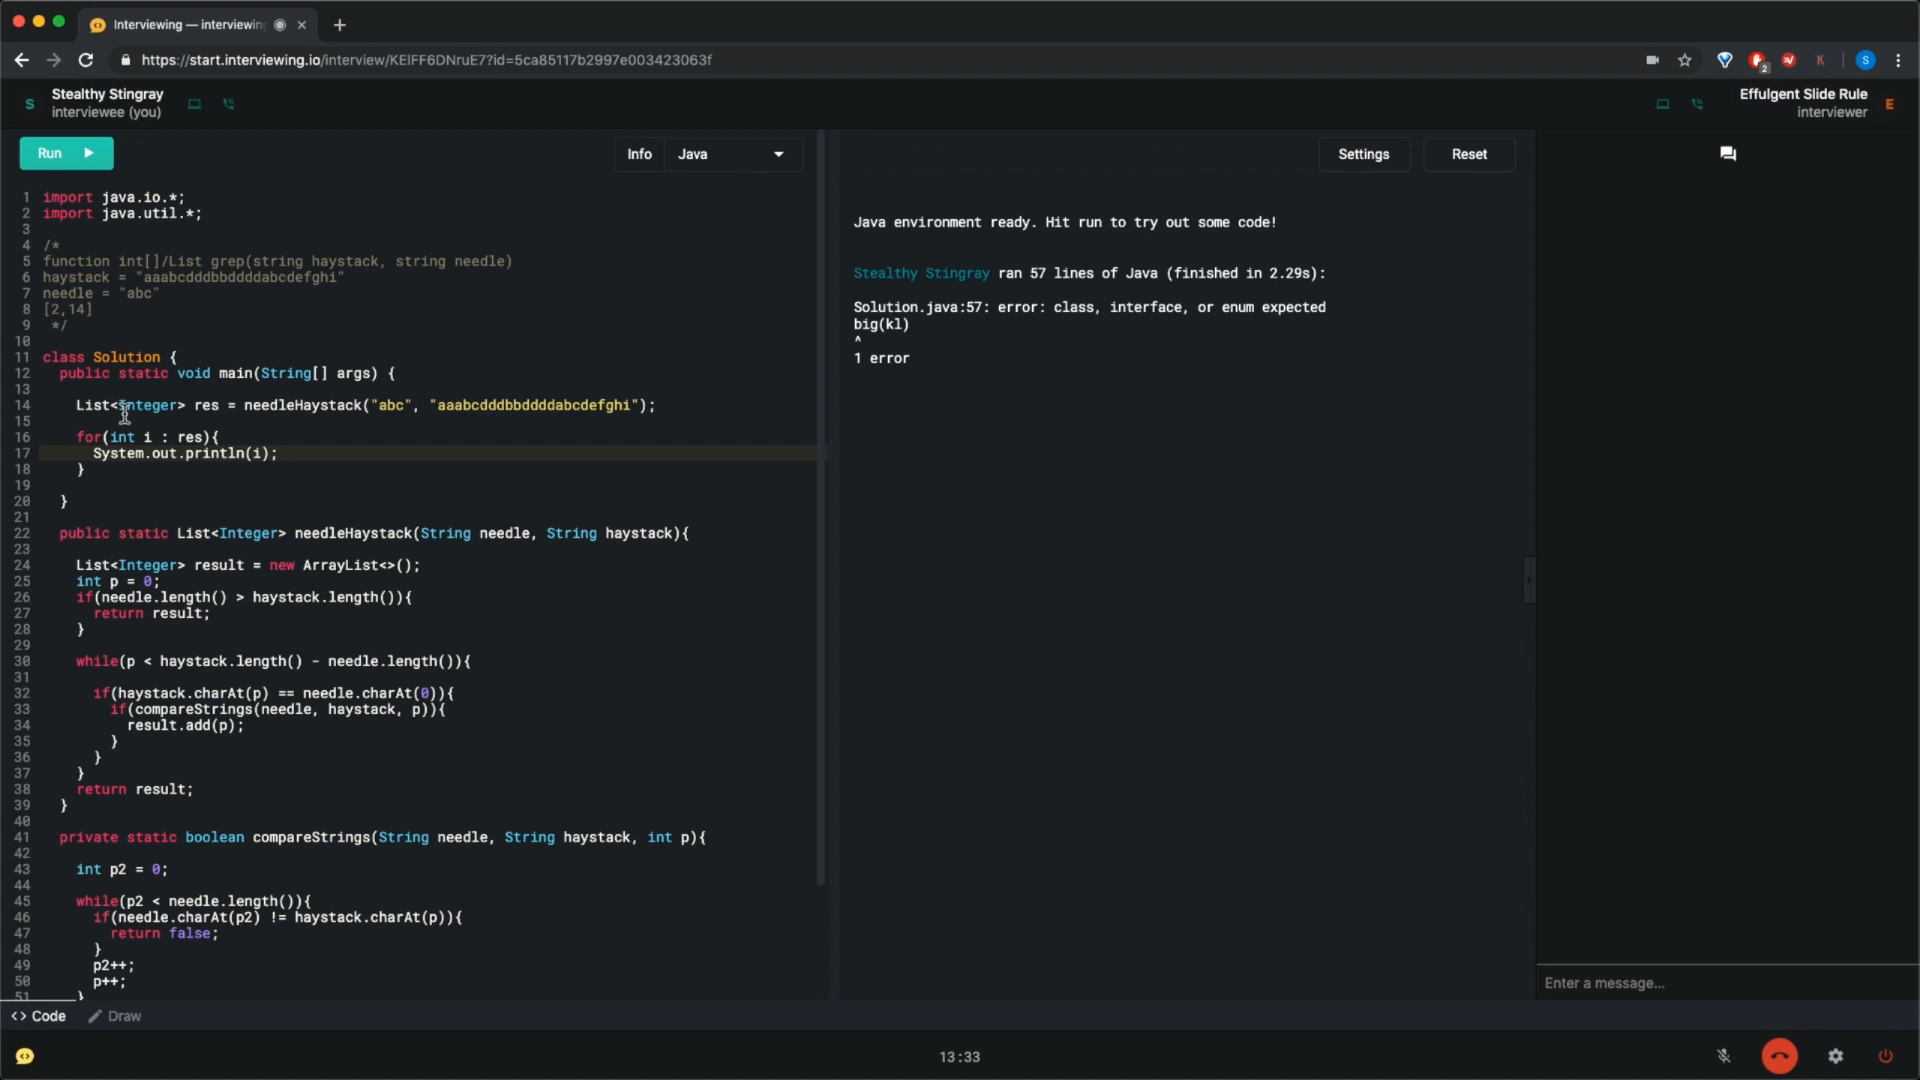 Interviewing — interviewing
https://start.interviewing.io/interview/KElFF6DNruE7?id=5ca85117b2997e003423063f
2
K
S
S
Stealthy Stingray
interviewee (you)
Effulgent Slide Rule
interviewer
E
Run
Info
Java
Settings
Reset
1 import java.io.*;
2 import java.util.*;
3
4 /*
5 function int[]/List grep(string haystack, string needle)
6 haystack = "aaabcdddbbddddabcdefghi"
7 needle = "abc"
8 [2,14]
9 */
10
11 class Solution {
12 public static void main(String[] args) {
13
14 List<Integer> res = needleHaystack("abc", "aaabcdddbbddddabcdefghi");
15
16 for(int i : res){
17 System.out.println(i);
18 }
19
20 }
21
22 public static List<Integer> needleHaystack(String needle, String haystack){
23
24 List<Integer> result = new ArrayList<>();
25 int p = 0;
26 if(needle.length() > haystack.length()){
27 return result;
28 }
29
30 while(p < haystack.length() - needle.length()){
31
32 if(haystack.charAt(p) == needle.charAt(0)){
33 if(compareStrings(needle, haystack, p)){
34 result.add(p);
35 }
36 }
37 }
38 return result;
39 }
40
41 private static boolean compareStrings(String needle, String haystack, int p){
42
43 int p2 = 0;
44
45 while(p2 < needle.length()){
46 if(needle.charAt(p2) != haystack.charAt(p)){
47 return false;
48 }
49 p2++;
50 p++;
51 }
Java environment ready. Hit run to try out some code!
Stealthy Stingray ran 57 lines of Java (finished in 2.29s):
Solution.java:57: error: class, interface, or enum expected
big(kl)
^
1 error
Enter a message...
<> Code
Draw
13:33